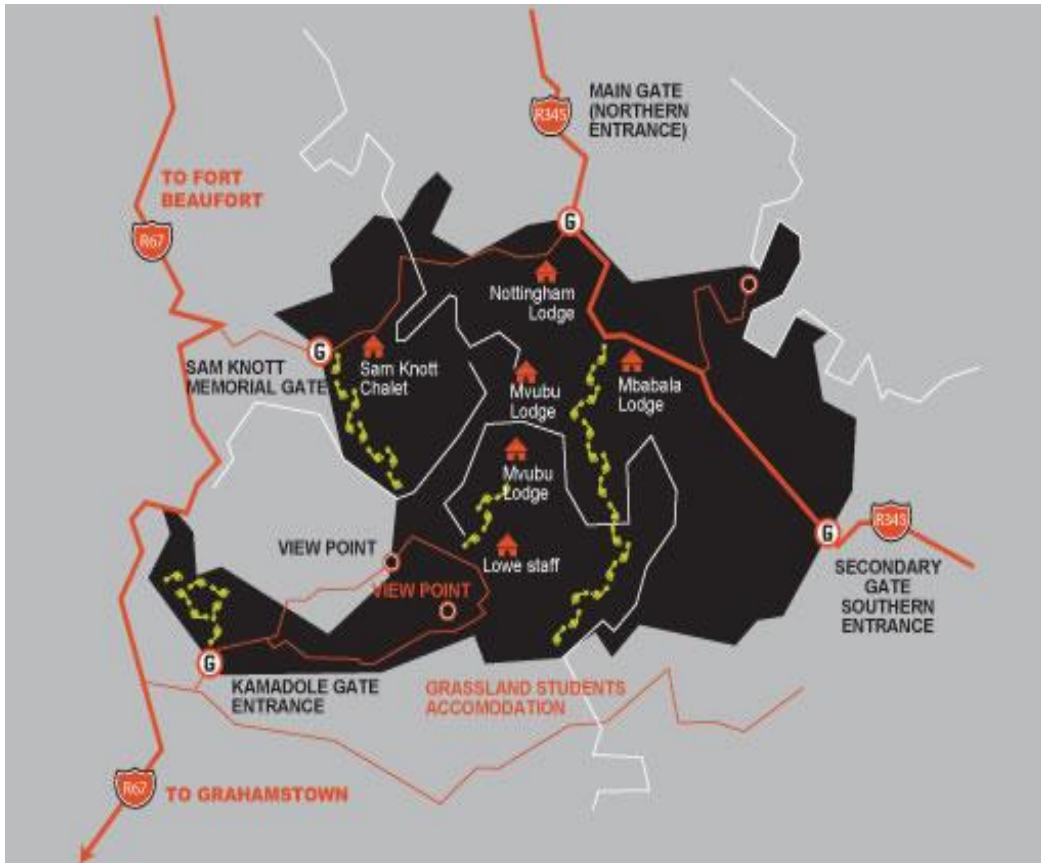 MAIN GATE
(NORTHERN
ENTRANCE)
R345
TO FORT
BEAUFORT
R67
G
Nottingham
Lodge
G
SAM KNOTT
MEMORIAL GATE
Sam Knott
Chalet
Mvubu
Lodge
Mbabala
Lodge
Mvubu
Lodge
G
R345
VIEW POINT
Lowe staff
VIEW POINT
SECONDARY
GATE
SOUTHERN
ENTRANCE
G
KAMADOLE GATE
ENTRANCE
GRASSLAND STUDENTS
ACCOMODATION
R67
TO GRAHAMSTOWN